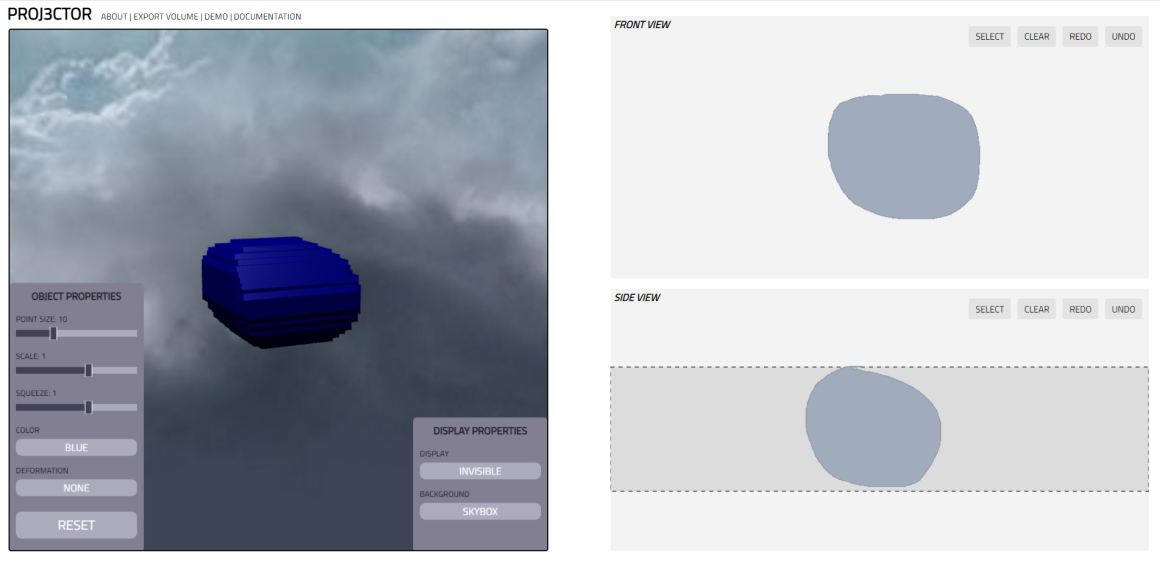 PROJ3CTOR ABOUT | EXPORT VOLUME | DEMO | DOCUMENTATION
OBJECT PROPERTIES
POINT SIZE: 10
SCALE: 1
SQUEEZE: 1
COLOR
BLUE
DEFORMATION
NONE
RESET
DISPLAY PROPERTIES
DISPLAY
INVISIBLE
BACKGROUND
SKYBOX
FRONT VIEW
SELECT CLEAR REDO UNDO
SIDE VIEW
SELECT CLEAR REDO UNDO